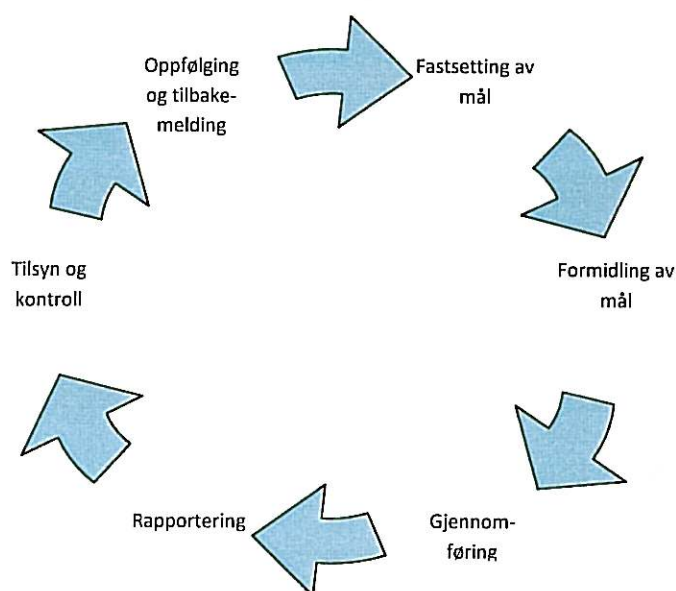 Oppfølging
og tilbake-
melding
Fastsetting av
mål
Formidling av
mål
Gjennom-
føring
Rapportering
Tilsyn og
kontroll